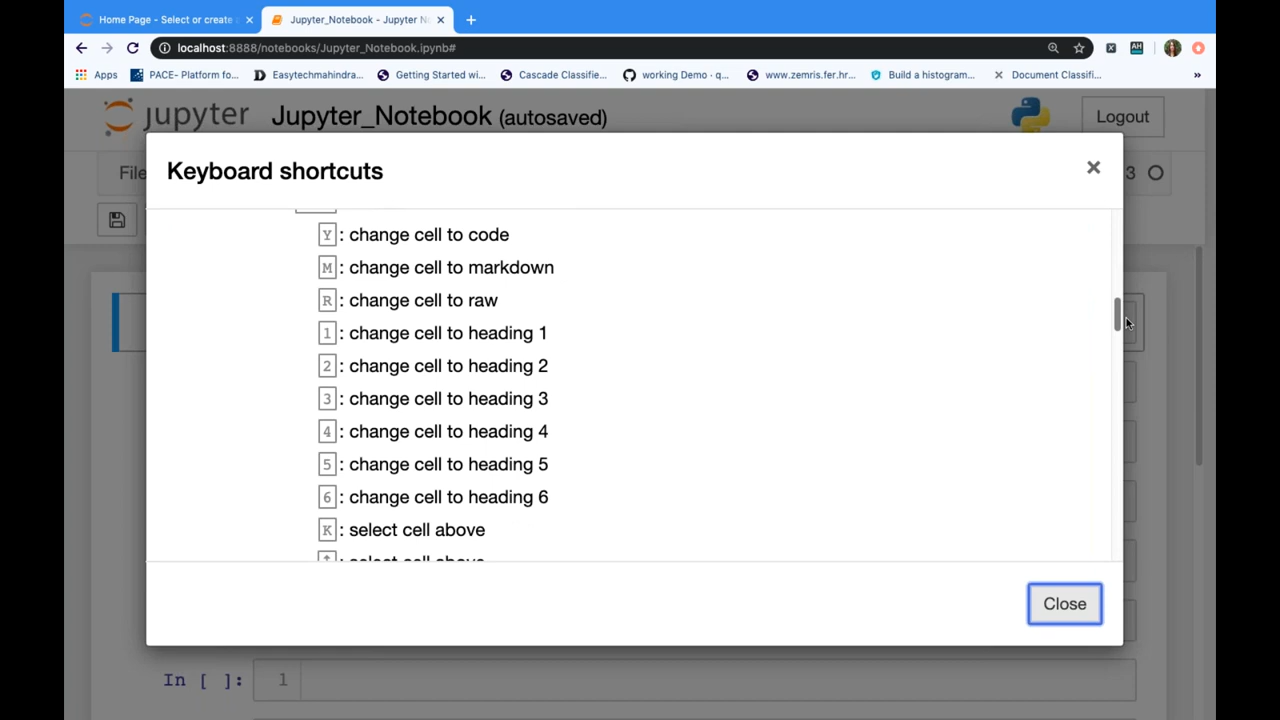 Home Page - Select or create
Jupyter_Notebook - Jupyter N
localhost:8888/notebooks/Jupyter_Notebook.ipynb#
Apps
PACE- Platform fo...
Easytechmahindra...
Getting Started wi...
Cascade Classifie...
working Demo · q...
www.zemris.fer.hr...
Build a histogram...
Document Classifi...
»
jupyter
Jupyter_Notebook (autosaved)
Logout
File
3
Keyboard shortcuts
×
Y : change cell to code
M : change cell to markdown
R : change cell to raw
1 : change cell to heading 1
2 : change cell to heading 2
3 : change cell to heading 3
4 : change cell to heading 4
5 : change cell to heading 5
6 : change cell to heading 6
K : select cell above
↑ : select cell above
Close
In [ ]: 1